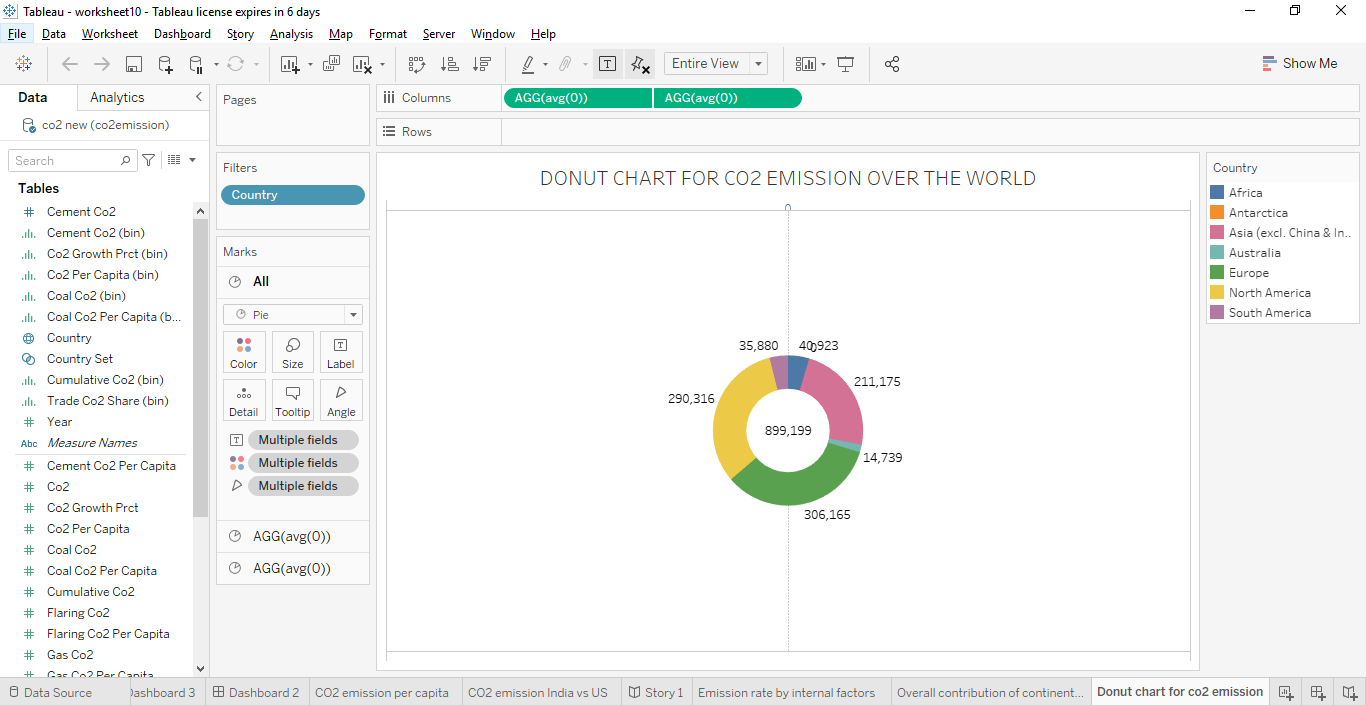 Tableau - worksheet10 - Tableau license expires in 6 days
File Data Worksheet Dashboard Story Analysis Map Format Server Window Help
Entire View
Show Me
Data Analytics
co2 new (co2emission)
Search
Tables
Cement Co2
Cement Co2 (bin)
Co2 Growth Prct (bin)
Co2 Per Capita (bin)
Coal Co2 (bin)
Coal Co2 Per Capita (b...
Country
Country Set
Cumulative Co2 (bin)
Trade Co2 Share (bin)
Year
Abc Measure Names
Cement Co2 Per Capita
Co2
Co2 Growth Prct
Co2 Per Capita
Coal Co2
Coal Co2 Per Capita
Cumulative Co2
Flaring Co2
Flaring Co2 Per Capita
Gas Co2
Gas Co2 Per Capita
Pages
Filters
Country
Marks
All
Pie
Color Size Label
Detail Tooltip Angle
Multiple fields
Multiple fields
Multiple fields
AGG(avg(0))
AGG(avg(0))
Columns AGG(avg(0)) AGG(avg(0))
Rows
DONUT CHART FOR CO2 EMISSION OVER THE WORLD
0
35,880 40,923
0
211,175
290,316
899,199
14,739
306,165
Country
Africa
Antarctica
Asia (excl. China & In..
Australia
Europe
North America
South America
Data Source Dashboard 3 Dashboard 2 CO2 emission per capita CO2 emission India vs US Story 1 Emission rate by internal factors Overall contribution of continent... Donut chart for co2 emission